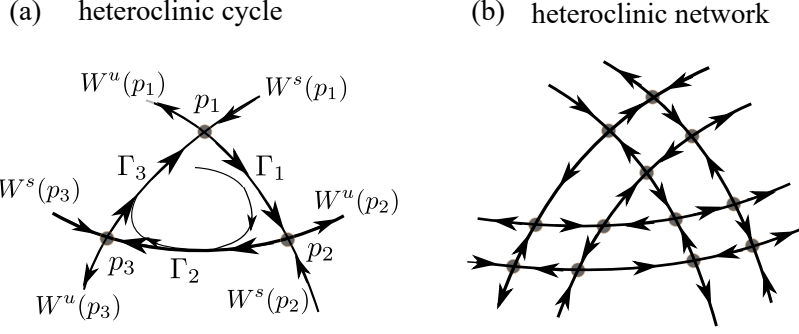 (a) heteroclinic cycle
(b) heteroclinic network
W^u(p_1)
p_1
W^s(p_1)
Γ_3
Γ_1
W^s(p_3)
W^u(p_2)
p_3
Γ_2
p_2
W^u(p_3)
W^s(p_2)